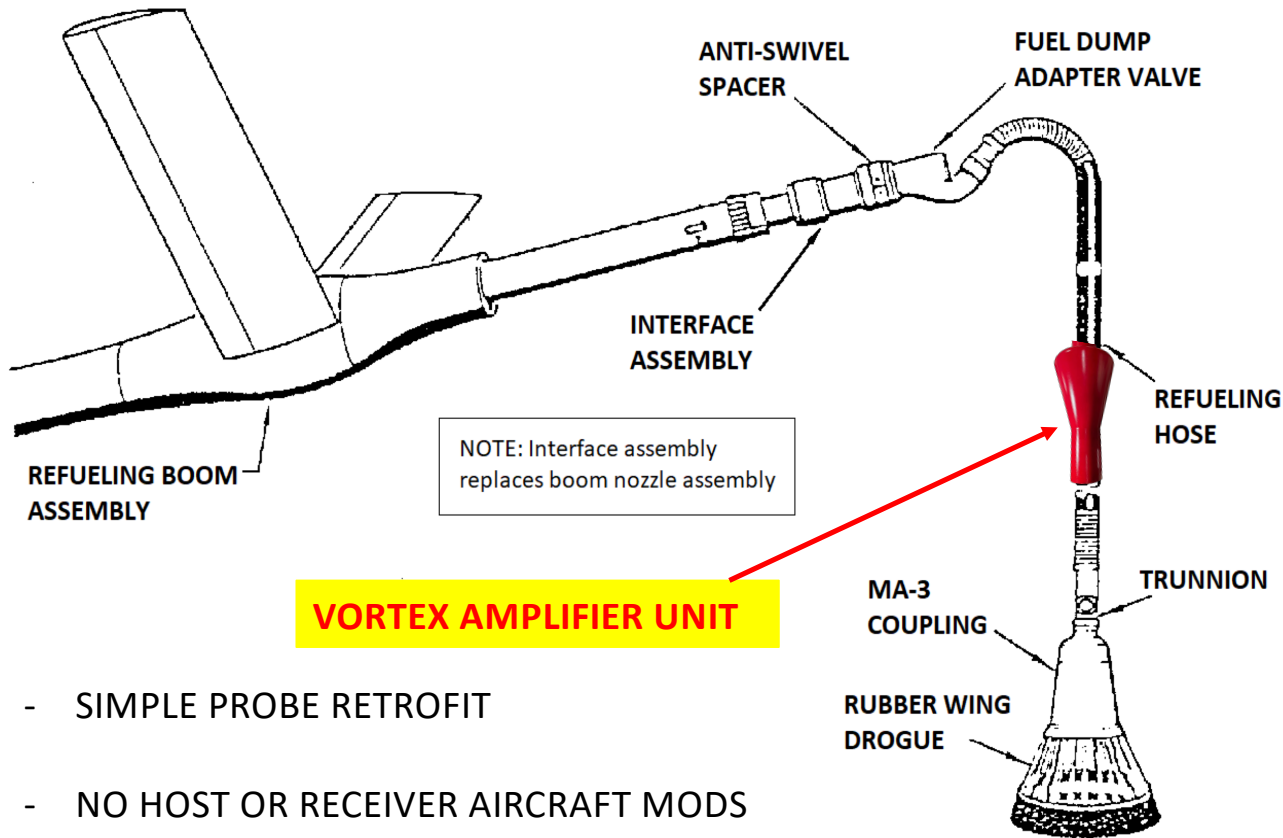 ANTI-SWIVEL
SPACER
FUEL DUMP
ADAPTER VALVE
INTERFACE
ASSEMBLY
REFUELING
HOSE
REFUELING BOOM
ASSEMBLY
NOTE: Interface assembly
replaces boom nozzle assembly
VORTEX AMPLIFIER UNIT
MA-3
COUPLING
TRUNNION
RUBBER WING
DROGUE
- SIMPLE PROBE RETROFIT
- NO HOST OR RECEIVER AIRCRAFT MODS